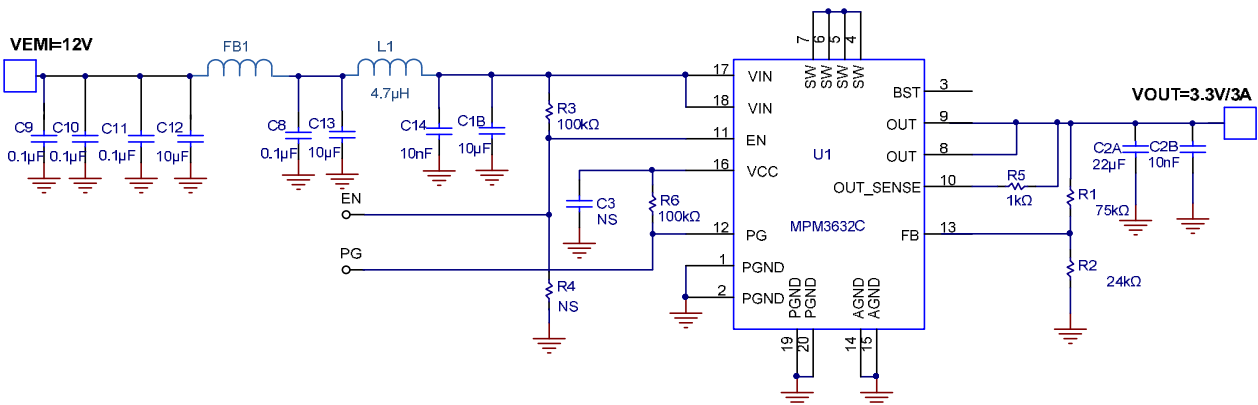 VEMI=12V
FB1
L1
4.7µH
C9
0.1µF
C10
0.1µF
C11
0.1µF
C12
10µF
C8
0.1µF
C13
10µF
C14
10nF
C1B
10µF
R3
100kΩ
EN
PG
C3
NS
R6
100kΩ
R4
NS
7
6
5
4
SW
SW
SW
SW
17
VIN
18
VIN
11
EN
16
VCC
12
PG
1
PGND
2
PGND
U1
MPM3632C
BST
3
OUT
9
OUT
8
OUT_SENSE
10
FB
13
PGND
PGND
AGND
AGND
19
20
14
15
R5
1kΩ
R1
75kΩ
R2
24kΩ
C2A
22µF
C2B
10nF
VOUT=3.3V/3A